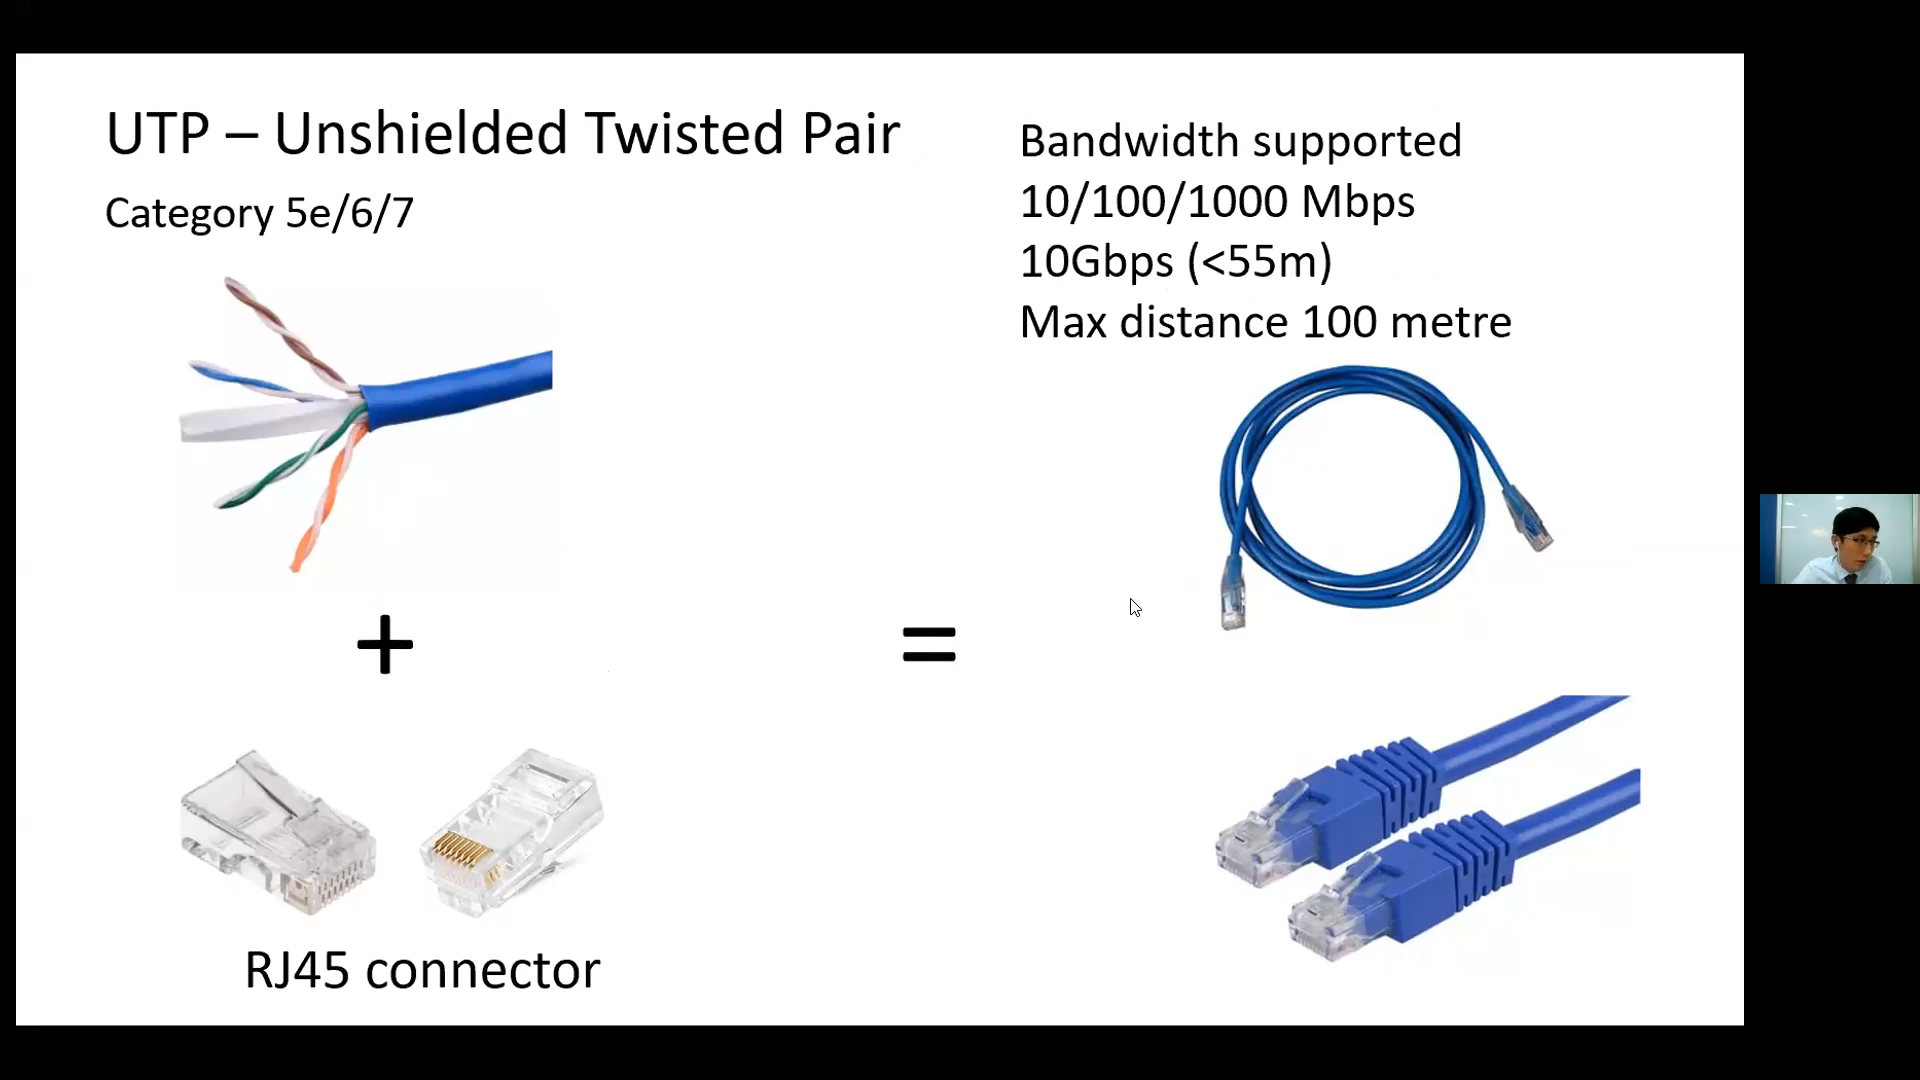 UTP – Unshielded Twisted Pair
Category 5e/6/7
Bandwidth supported
10/100/1000 Mbps
10Gbps (<55m)
Max distance 100 metre
+
=
RJ45 connector